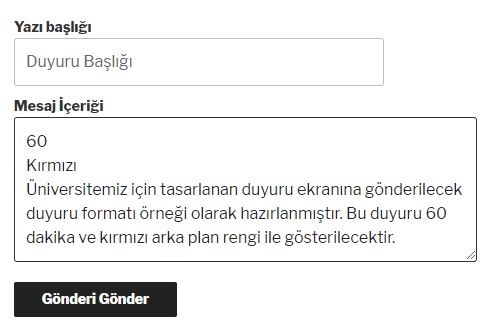 Yazı başlığı
Duyuru Başlığı
Mesaj İçeriği
60
Kırmızı
Üniversitemiz için tasarlanan duyuru ekranına gönderilecek
duyuru formatı örneği olarak hazırlanmıştır. Bu duyuru 60
dakika ve kırmızı arka plan rengi ile gösterilecektir.
Gönderi Gönder